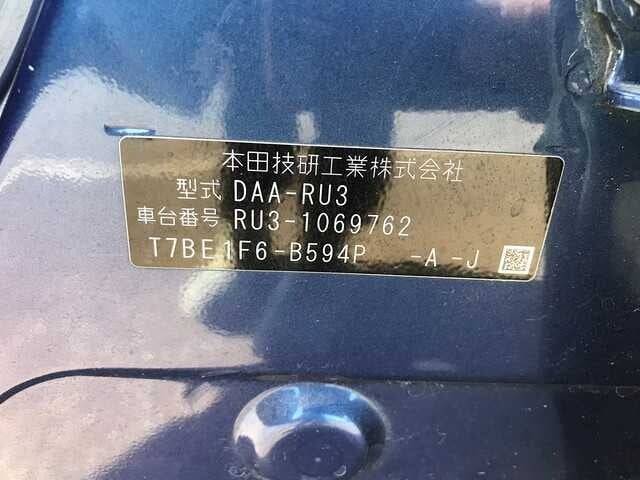 本田技研工業株式会社
型式 DAA-RU3
車台番号 RU3-1069762
T7BE1F6-B594P -A -J